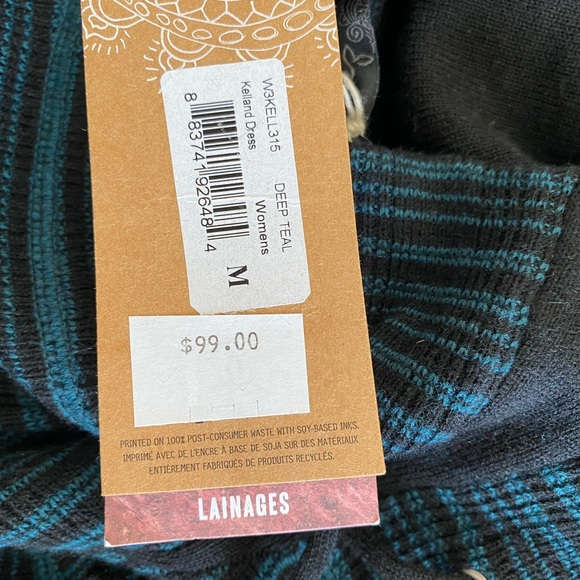 W3KELL315 DEEP TEAL
Kelland Dress Womens
8 83741 92648 4
M
$99.00
PRINTED ON 100% POST-CONSUMER WASTE WITH SOY-BASED INKS.
IMPRIMÉ AVEC DE L'ENCRE À BASE DE SOJA SUR DES MATÉRIAUX
ENTIÈREMENT FABRIQUÉS DE PRODUITS RECYCLÉS.
LAINAGES